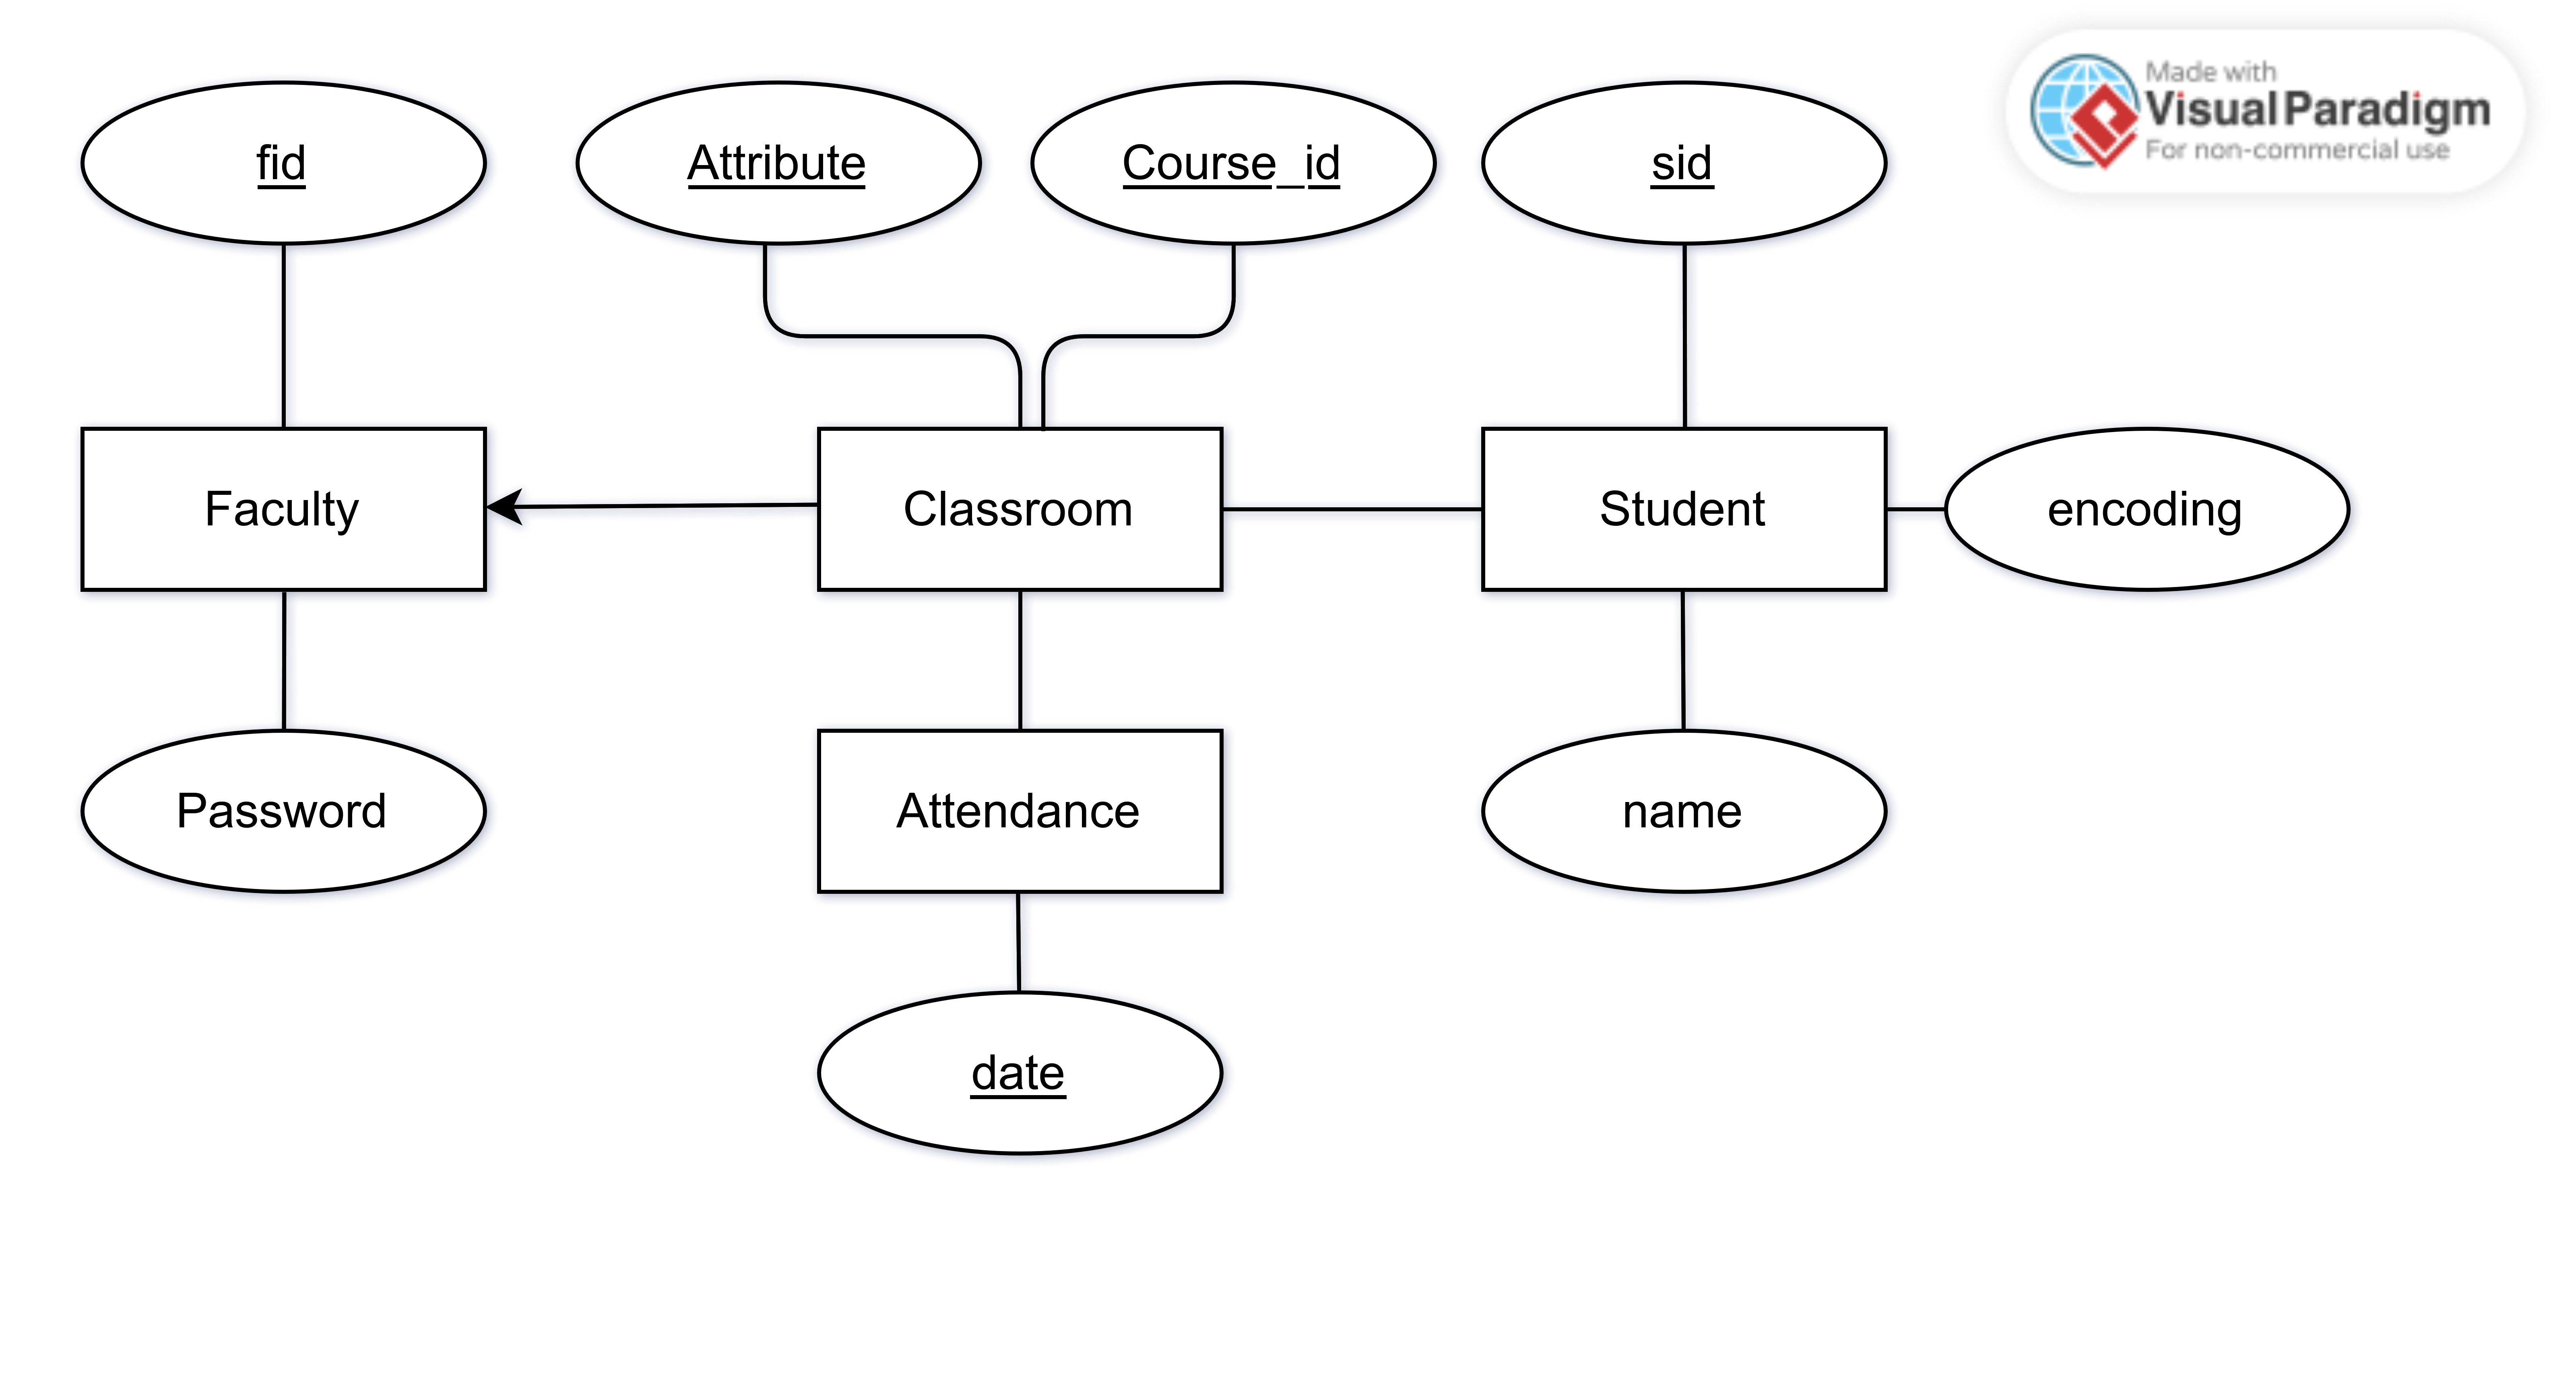 Made with
Visual Paradigm
For non-commercial use
fid
Attribute
Course_id
sid
Faculty
Classroom
Student
encoding
Password
Attendance
name
date